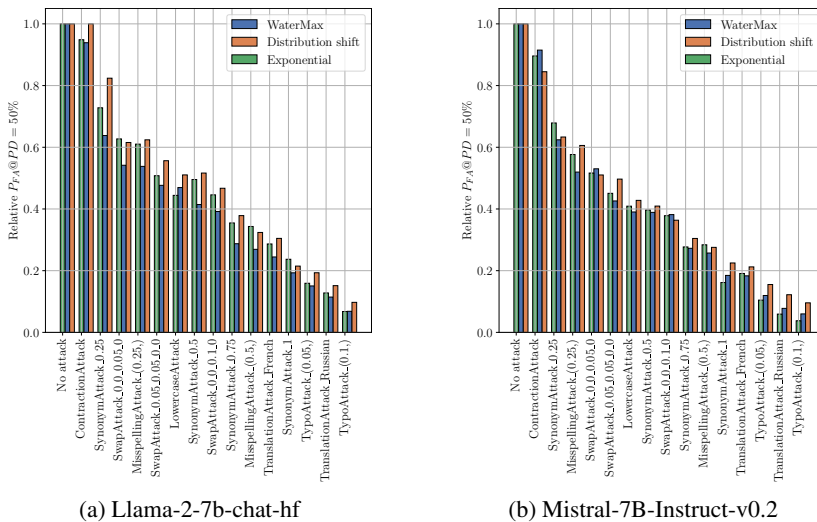 WaterMax
Distribution shift
Exponential
Relative P_FA@PD = 50%
1.0
0.8
0.6
0.4
0.2
0.0
No attack
ContractionAttack
SynonymAttack_0.25
SwapAttack_0.0_0.05_0
MisspellingAttack_(0.25,)
SwapAttack_0.05_0.05_0.0
LowercaseAttack
SynonymAttack_0.5
SwapAttack_0.0_0.1_0
SynonymAttack_0.75
MisspellingAttack_(0.5,)
TranslationAttack_French
SynonymAttack_1
TypoAttack_(0.05,)
TranslationAttack_Russian
TypoAttack_(0.1,)
(a) Llama-2-7b-chat-hf
WaterMax
Distribution shift
Exponential
Relative P_FA@PD = 50%
1.0
0.8
0.6
0.4
0.2
0.0
No attack
ContractionAttack
SynonymAttack_0.25
MisspellingAttack_(0.25,)
SwapAttack_0.0_0.05_0
SwapAttack_0.05_0.05_0.0
LowercaseAttack
SynonymAttack_0.5
SwapAttack_0.0_0.1_0
SynonymAttack_0.75
MisspellingAttack_(0.5,)
SynonymAttack_1
TranslationAttack_French
TypoAttack_(0.05,)
TranslationAttack_Russian
TypoAttack_(0.1,)
(b) Mistral-7B-Instruct-v0.2